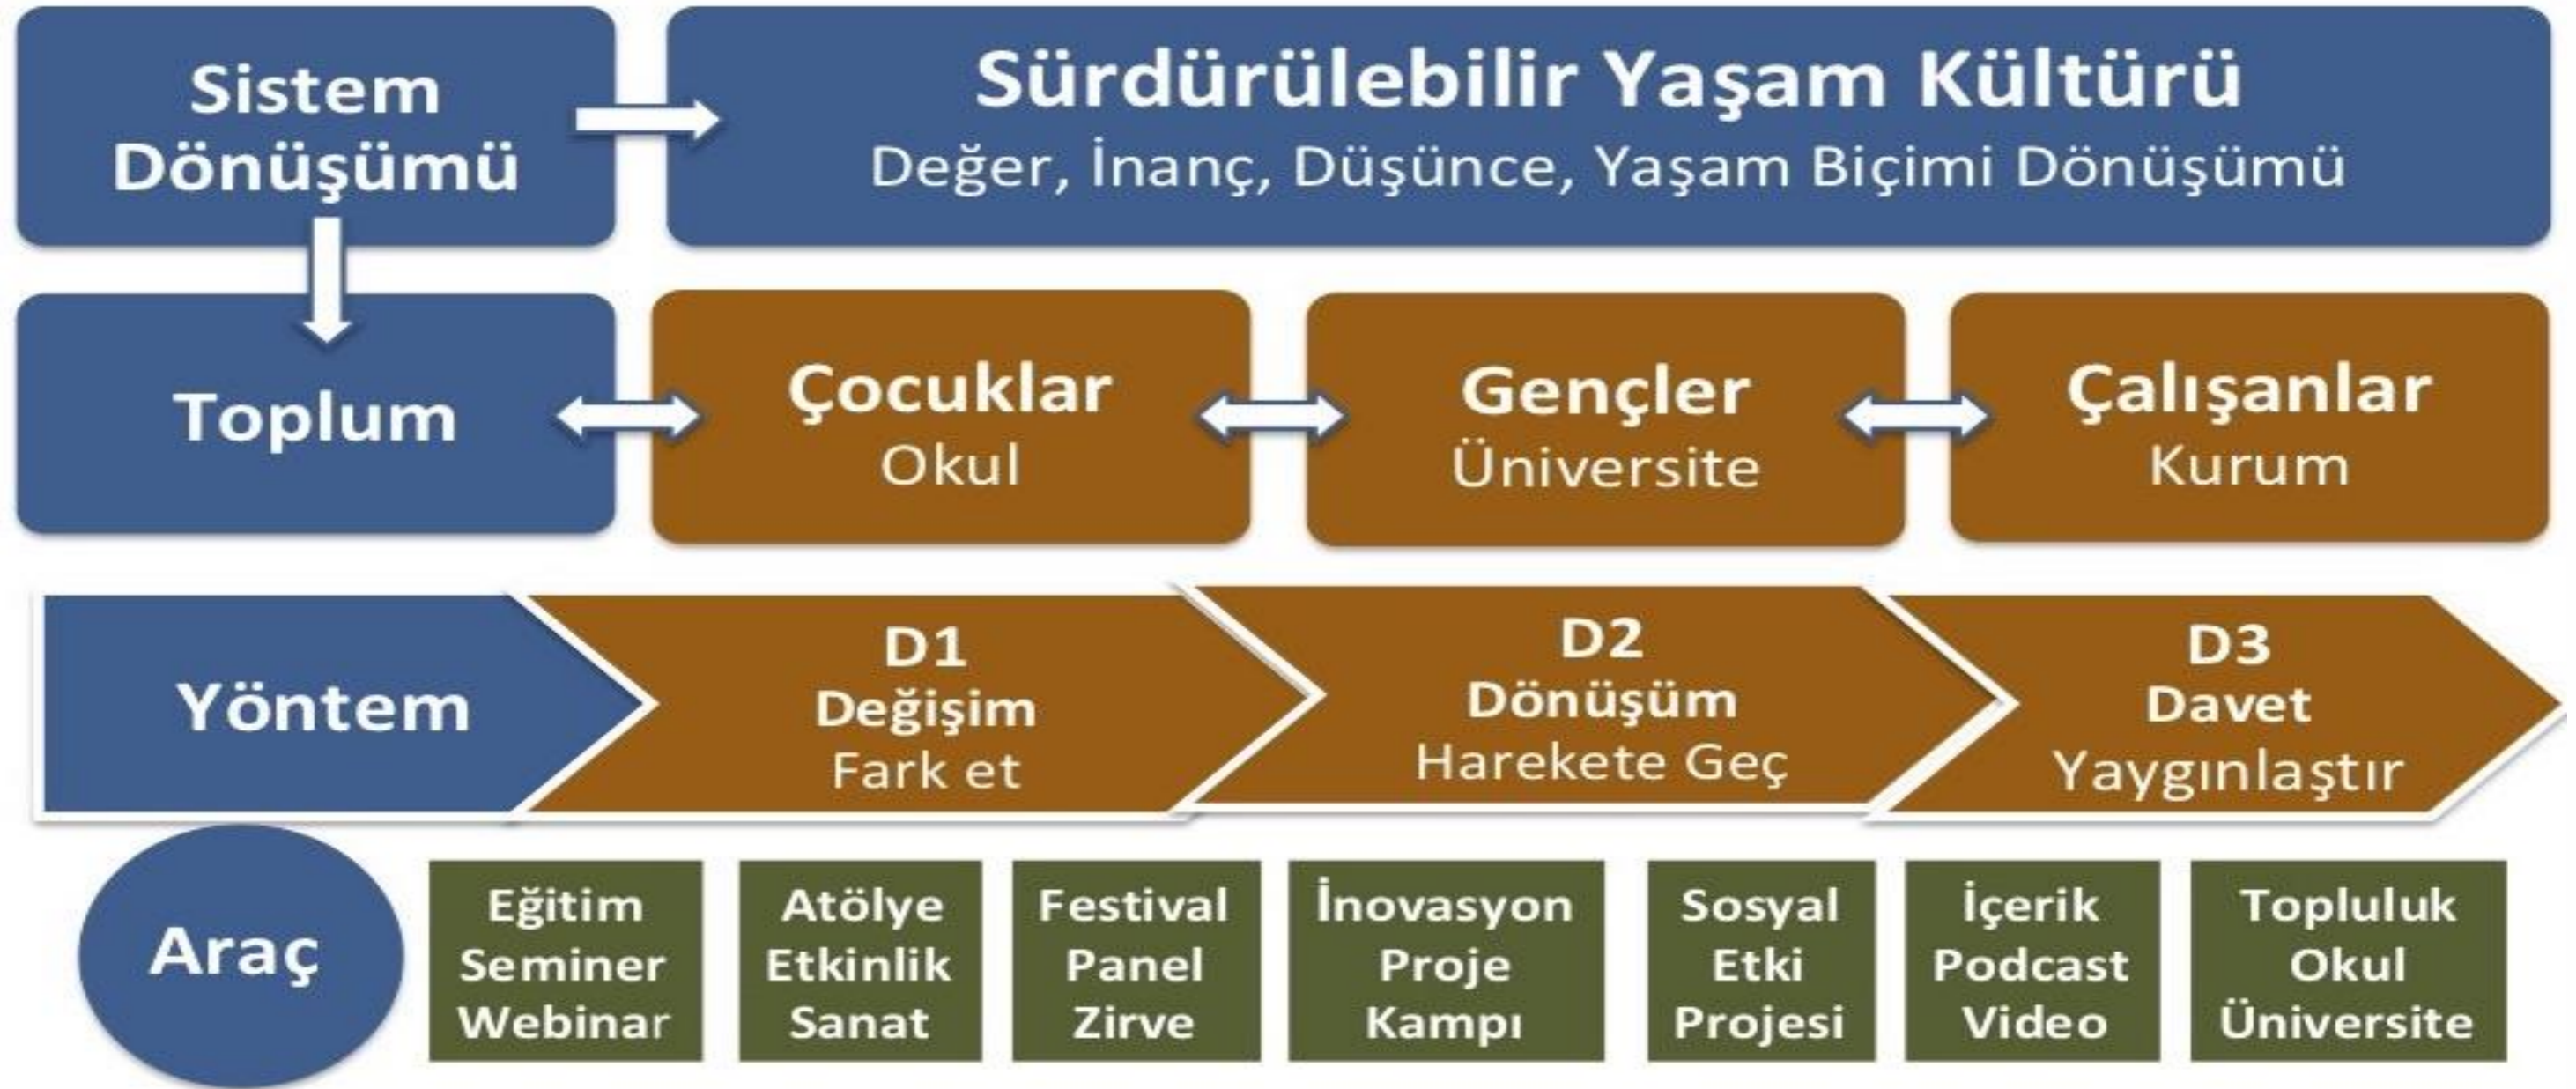 Sistem
Dönüşümü
Sürdürülebilir Yaşam Kültürü
Değer, İnanç, Düşünce, Yaşam Biçimi Dönüşümü
Toplum
Çocuklar
Okul
Gençler
Üniversite
Çalışanlar
Kurum
Yöntem
D1
Değişim
Fark et
D2
Dönüşüm
Harekete Geç
D3
Davet
Yaygınlaştır
Araç
Eğitim
Seminer
Webinar
Atölye
Etkinlik
Sanat
Festival
Panel
Zirve
İnovasyon
Proje
Kampı
Sosyal
Etki
Projesi
İçerik
Podcast
Video
Topluluk
Okul
Üniversite